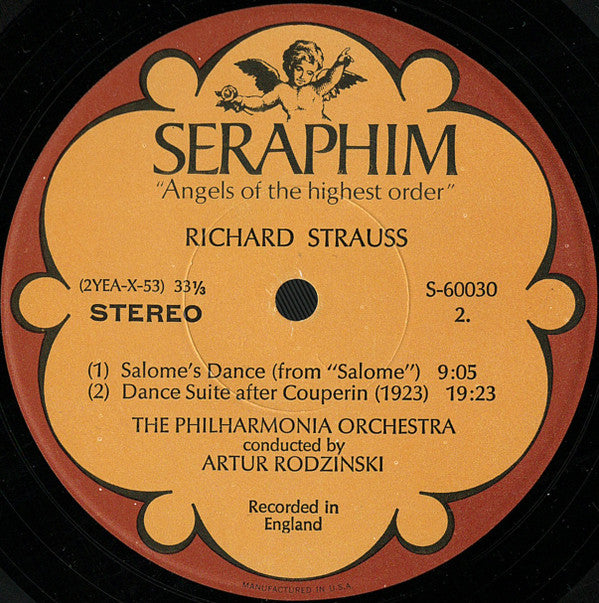 SERAPHIM
"Angels of the highest order"
RICHARD STRAUSS
(2YEA-X-53) 33⅓
STEREO
S-60030
2.
(1) Salome's Dance (from "Salome") 9:05
(2) Dance Suite after Couperin (1923) 19:23
THE PHILHARMONIA ORCHESTRA
conducted by
ARTUR RODZINSKI
Recorded in
England
MANUFACTURED IN U.S.A.